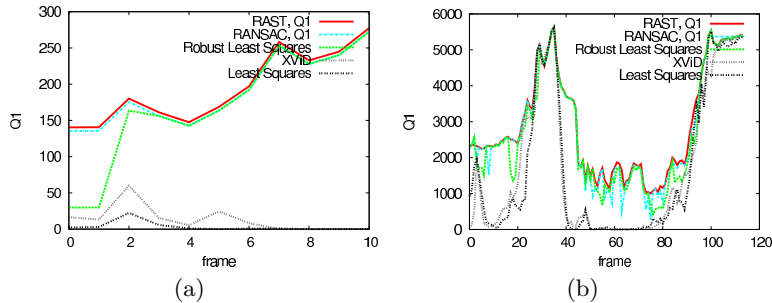 300
250
200
150
100
50
0
Q1
0 2 4 6 8 10
frame
RAST, Q1
RANSAC, Q1
Robust Least Squares
XViD
Least Squares
(a)
6000
5000
4000
3000
2000
1000
0
Q1
0 20 40 60 80 100 120
frame
RAST, Q1
RANSAC, Q1
Robust Least Squares
XViD
Least Squares
(b)